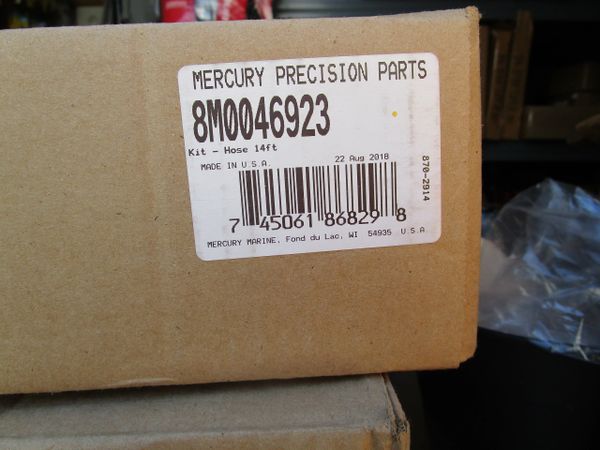 MERCURY PRECISION PARTS
8M0046923
Kit - Hose 14ft
MADE IN U.S.A.
22 Aug 2018
870-2914
7 45061 86829 8
MERCURY MARINE, Fond du Lac, WI 54935 U.S.A